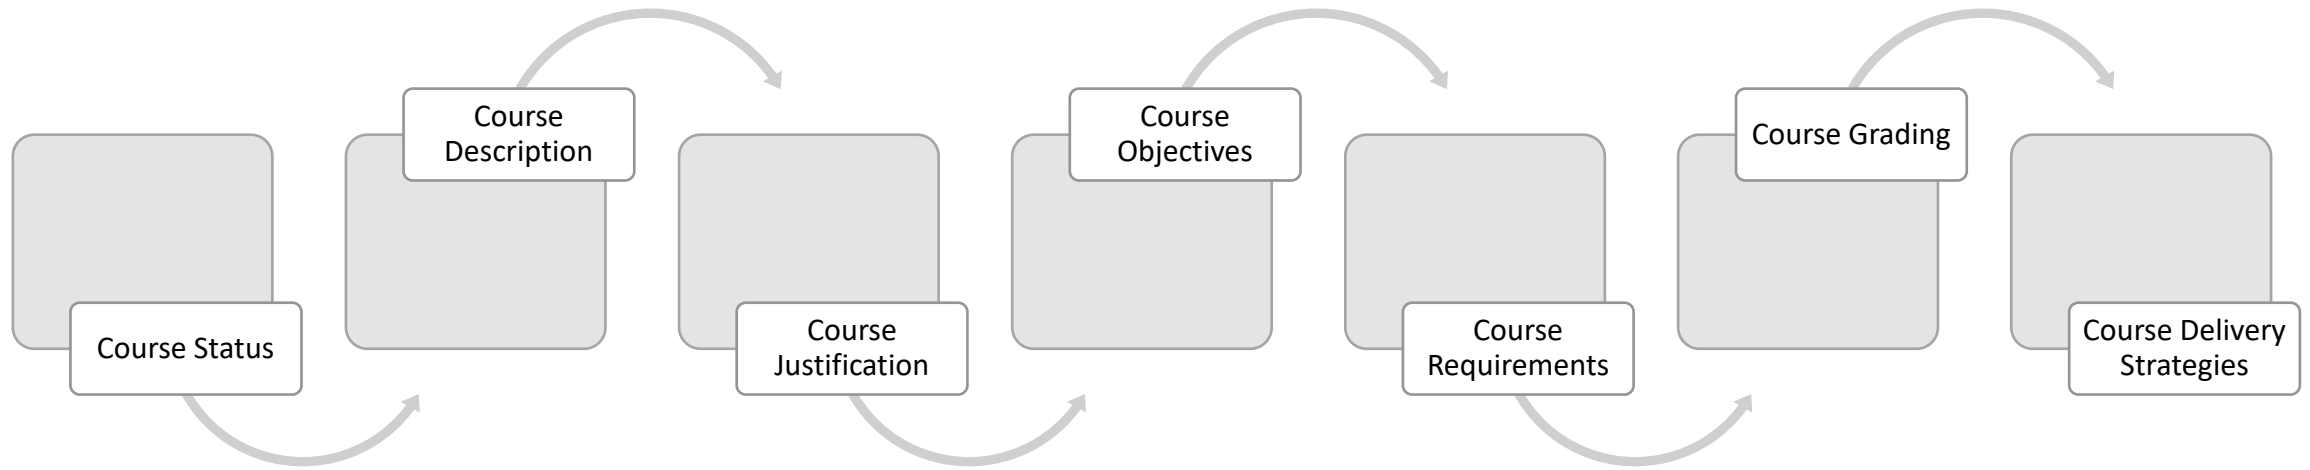 Course Status
Course
Description
Course
Justification
Course
Objectives
Course
Requirements
Course Grading
Course Delivery
Strategies